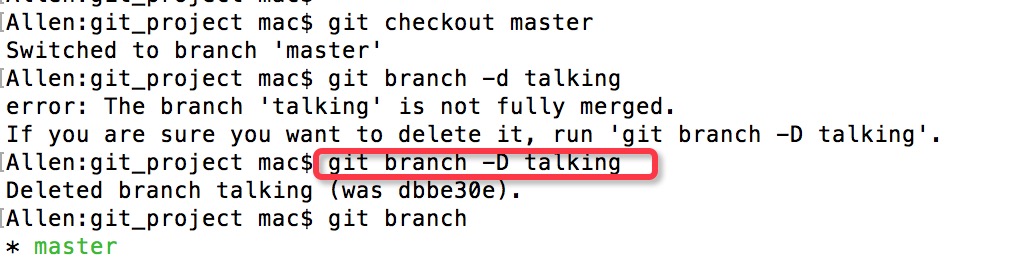 [Allen:git_project mac$ git checkout master
Switched to branch 'master'
[Allen:git_project mac$ git branch -d talking
error: The branch 'talking' is not fully merged.
If you are sure you want to delete it, run 'git branch -D talking'.
[Allen:git_project mac$ git branch -D talking
Deleted branch talking (was dbbe30e).
[Allen:git_project mac$ git branch
* master